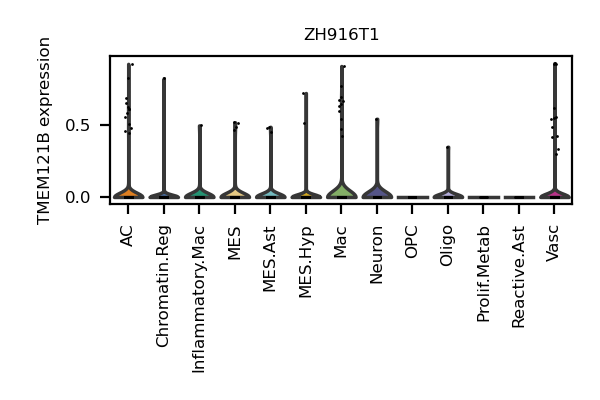 ZH916T1
TMEM121B expression
0.5
0.0
AC
Chromatin.Reg
Inflammatory.Mac
MES
MES.Ast
MES.Hyp
Mac
Neuron
OPC
Oligo
Prolif.Metab
Reactive.Ast
Vasc